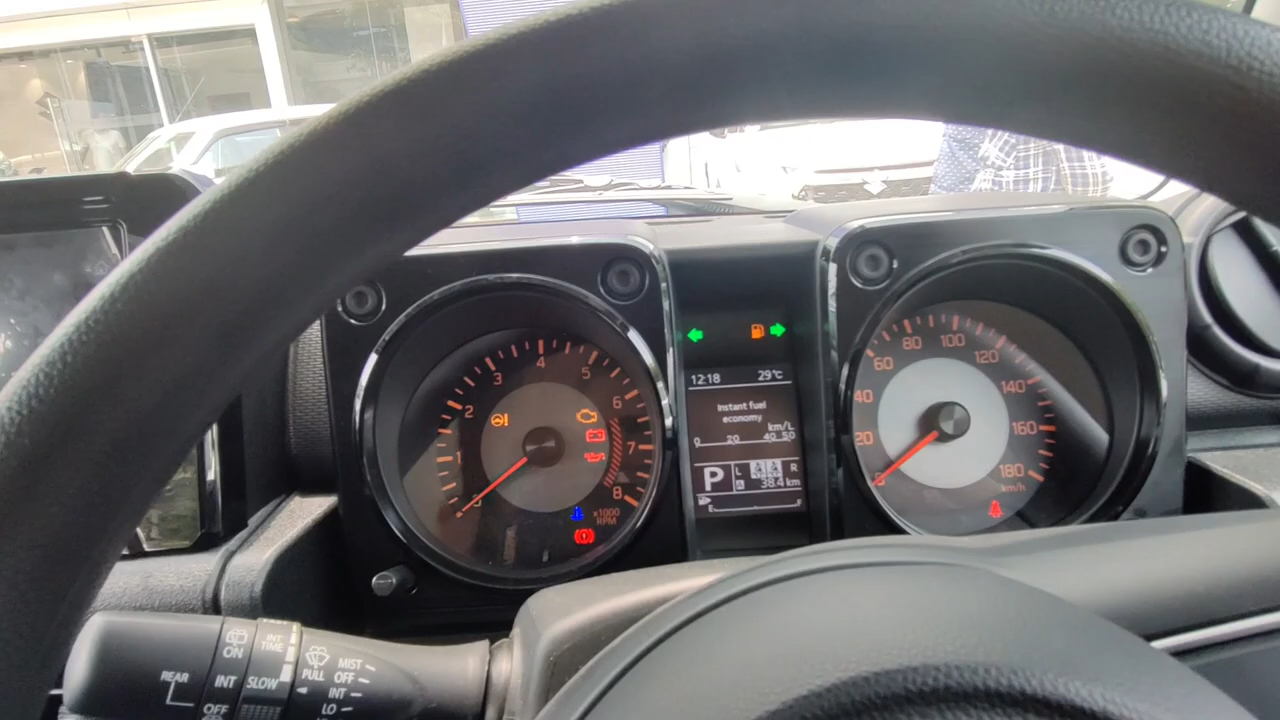 1
2
3
4
5
6
7
8
x1000
RPM
12:18 29°C
Instant fuel
economy
km/L
0 20 40 50
P L R
A 38.4 km
E
20
40
60
80
100
120
140
160
180
km/h
REAR
ON
INT
OFF
INT
TIME
SLOW
PULL
MIST
OFF
INT
LO